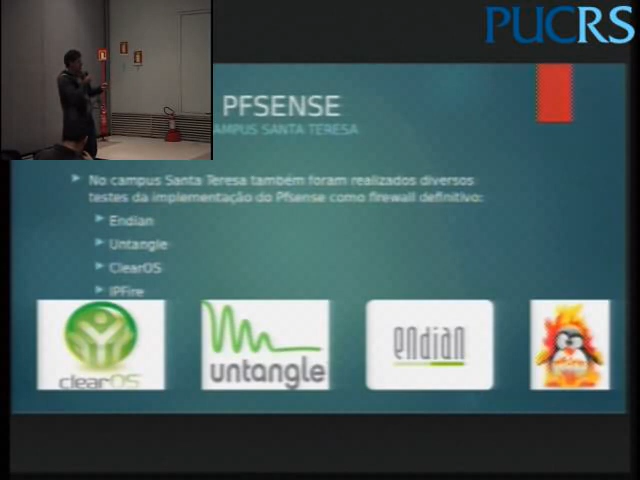 PUCRS
PFSENSE
AMPUS SANTA TERESA
No campus Santa Teresa também foram realizados diversos
testes da implementação do Pfsense como firewall definitivo:
Endian
Untangle
ClearOS
IPFire
clearOS
untangle
endian